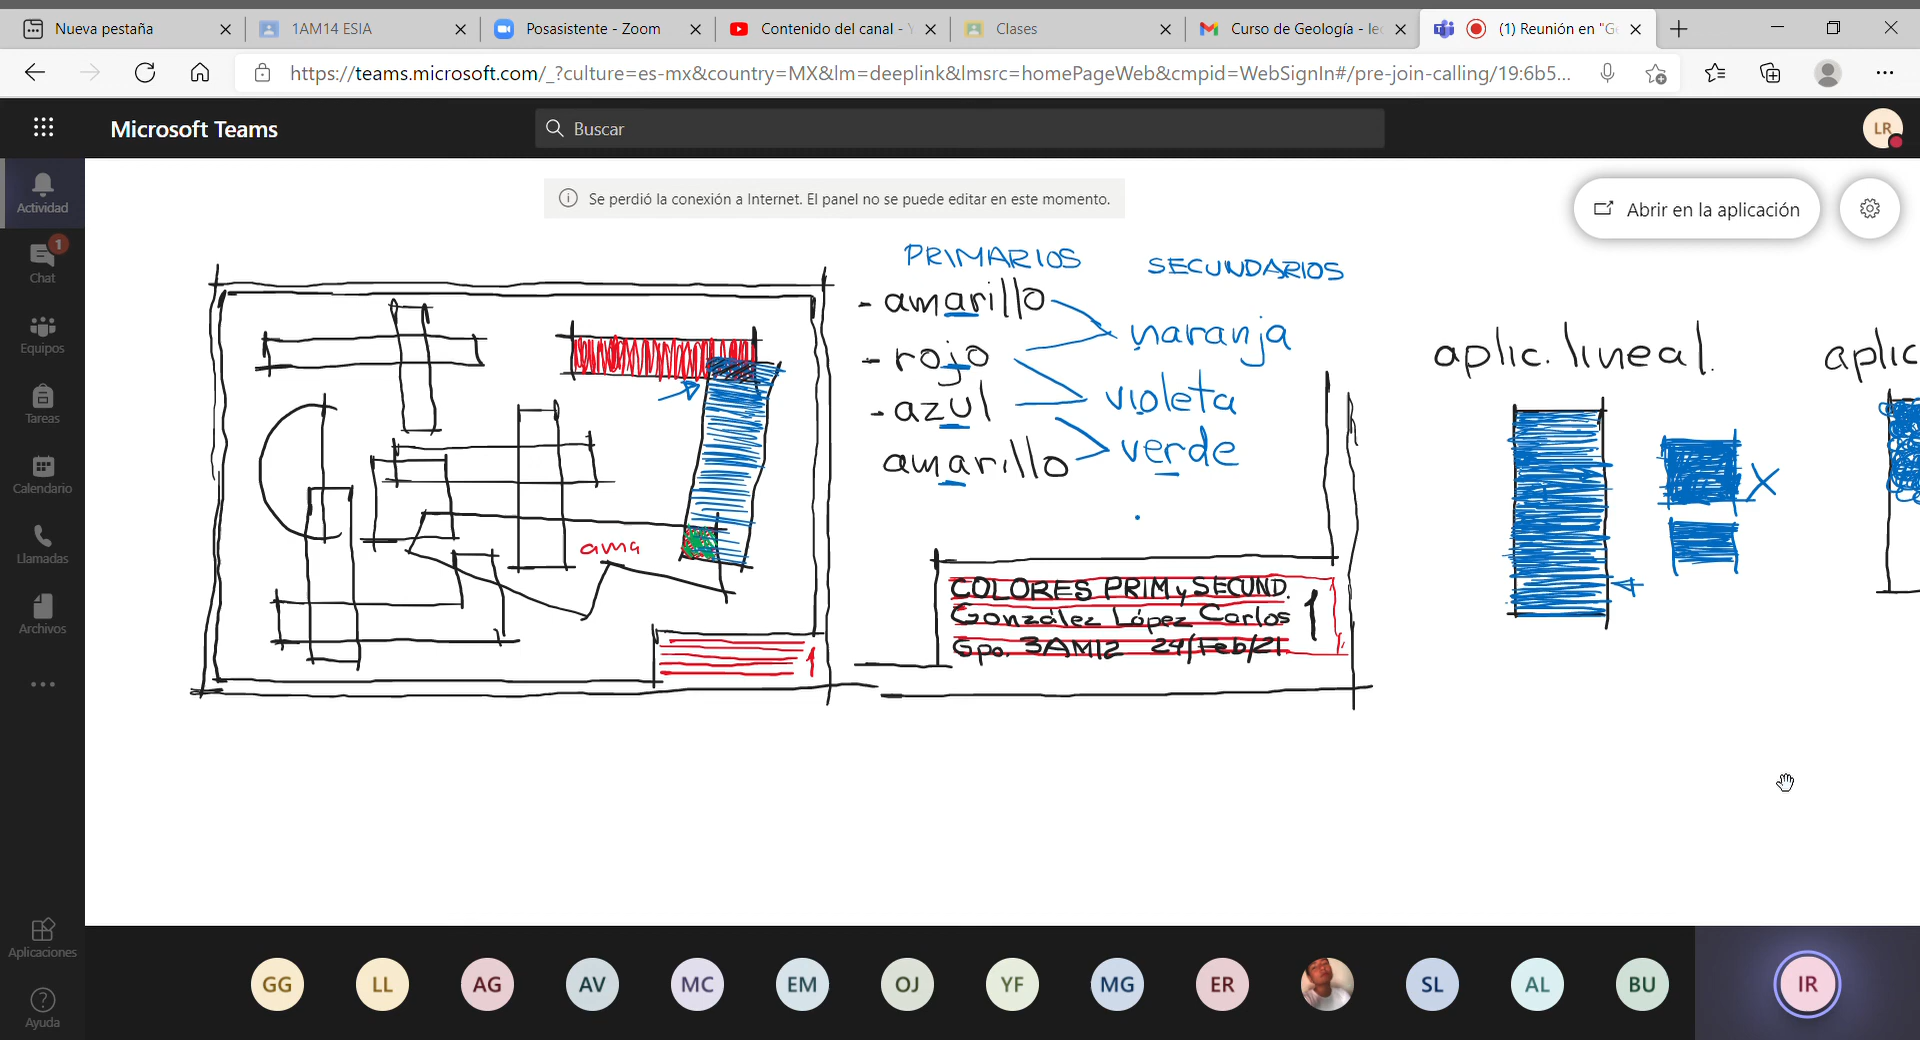 Nueva pestaña
1AM14 ESIA
Posasistente - Zoom
Contenido del canal - Y
Clases
Curso de Geología - lec
(1) Reunión en "Ge
https://teams.microsoft.com/_?culture=es-mx&country=MX&lm=deeplink&lmsrc=homePageWeb&cmpid=WebSignIn#/pre-join-calling/19:6b5...
Microsoft Teams
Buscar
LR
Actividad
1
Chat
Equipos
Tareas
Calendario
Llamadas
Archivos
Aplicaciones
Ayuda
Se perdió la conexión a Internet. El panel no se puede editar en este momento.
Abrir en la aplicación
PRIMARIOS
SECUNDARIOS
- amarillo
naranja
- rojo
- azul
violeta
amarillo
verde
aplic. lineal.
aplic
X
ama
1
COLORES PRIM y SECUND.
González López Carlos
1
Gpo. 3AM12 24/Feb/21
GG
LL
AG
AV
MC
EM
OJ
YF
MG
ER
SL
AL
BU
IR